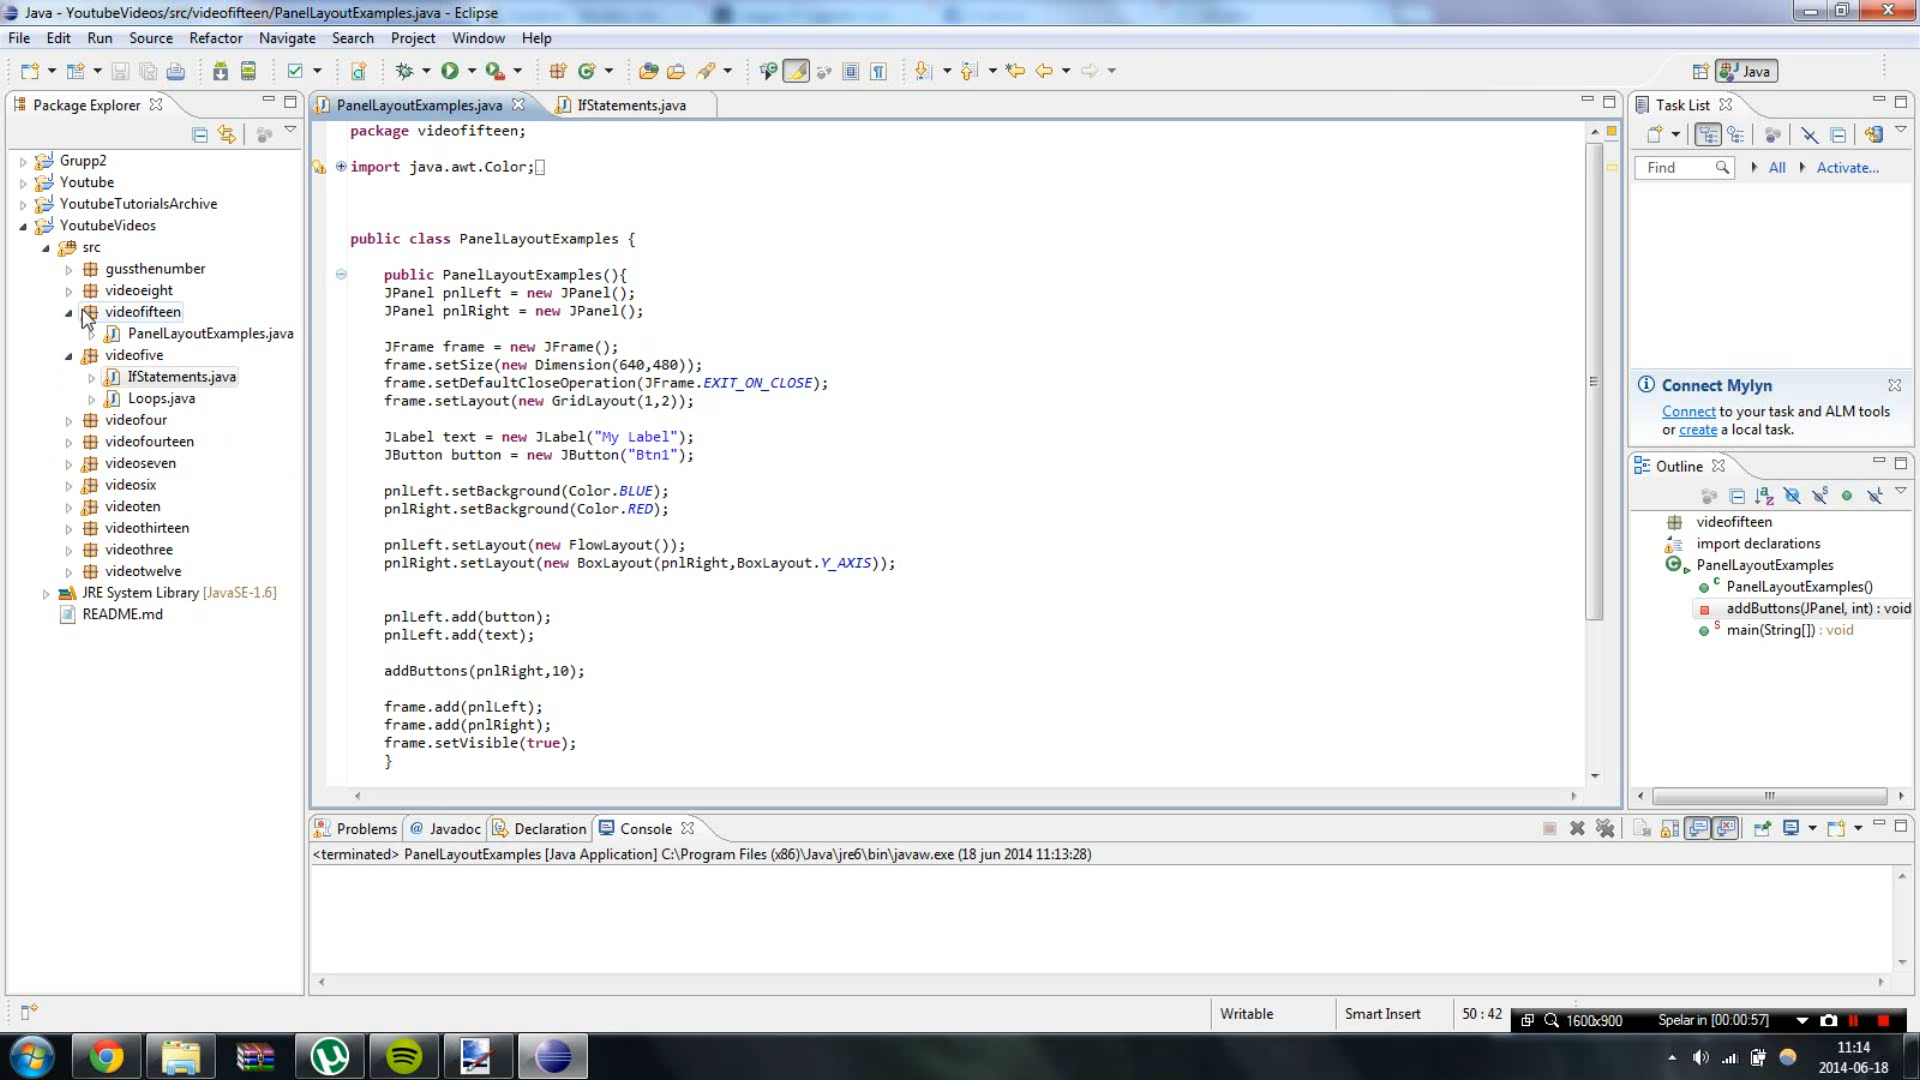 Java - YoutubeVideos/src/videofifteen/PanelLayoutExamples.java - Eclipse
File Edit Run Source Refactor Navigate Search Project Window Help
Java
Package Explorer
Grupp2
Youtube
YoutubeTutorialsArchive
YoutubeVideos
src
gussthenumber
videoeight
videofifteen
PanelLayoutExamples.java
videofive
IfStatements.java
Loops.java
videofour
videofourteen
videoseven
videosix
videoten
videothirteen
videothree
videotwelve
JRE System Library [JavaSE-1.6]
README.md
PanelLayoutExamples.java IfStatements.java
package videofifteen;
import java.awt.Color;
public class PanelLayoutExamples {
public PanelLayoutExamples(){
JPanel pnlLeft = new JPanel();
JPanel pnlRight = new JPanel();
JFrame frame = new JFrame();
frame.setSize(new Dimension(640,480));
frame.setDefaultCloseOperation(JFrame.EXIT_ON_CLOSE);
frame.setLayout(new GridLayout(1,2));
JLabel text = new JLabel("My Label");
JButton button = new JButton("Btn1");
pnlLeft.setBackground(Color.BLUE);
pnlRight.setBackground(Color.RED);
pnlLeft.setLayout(new FlowLayout());
pnlRight.setLayout(new BoxLayout(pnlRight,BoxLayout.Y_AXIS));
pnlLeft.add(button);
pnlLeft.add(text);
addButtons(pnlRight,10);
frame.add(pnlLeft);
frame.add(pnlRight);
frame.setVisible(true);
}
Task List
Find All Activate...
Connect Mylyn
Connect to your task and ALM tools
or create a local task.
Outline
videofifteen
import declarations
PanelLayoutExamples
PanelLayoutExamples()
addButtons(JPanel, int) : void
main(String[]) : void
Problems @ Javadoc Declaration Console
<terminated> PanelLayoutExamples [Java Application] C:\Program Files (x86)\Java\jre6\bin\javaw.exe (18 jun 2014 11:13:28)
Writable Smart Insert 50 : 42
1600x900 Spelar in [00:00:57]
11:14
2014-06-18